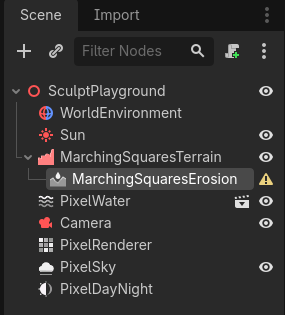 Scene Import
Filter Nodes
SculptPlayground
WorldEnvironment
Sun
MarchingSquaresTerrain
MarchingSquaresErosion
PixelWater
Camera
PixelRenderer
PixelSky
PixelDayNight